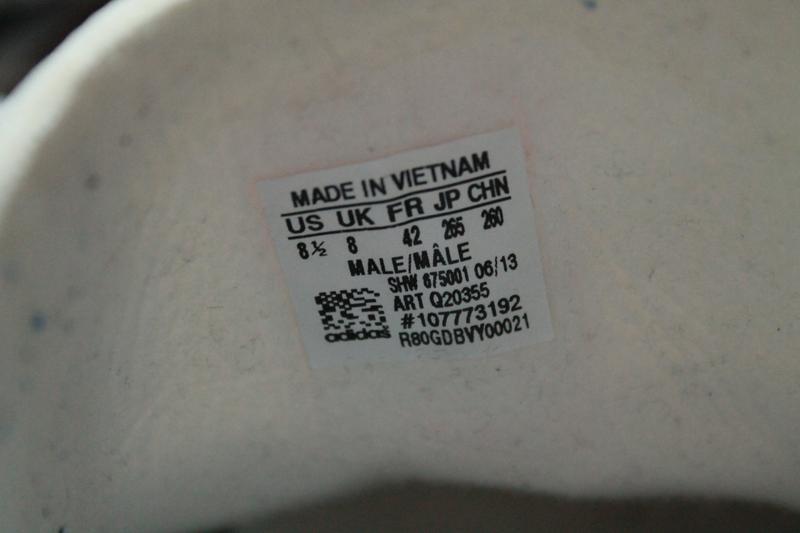 MADE IN VIETNAM
US UK FR JP CHN
8½ 8 42 265 260
MALE/MÂLE
SHW 675001 06/13
ART Q20355
#107773192
adidas R80GDBVY00021